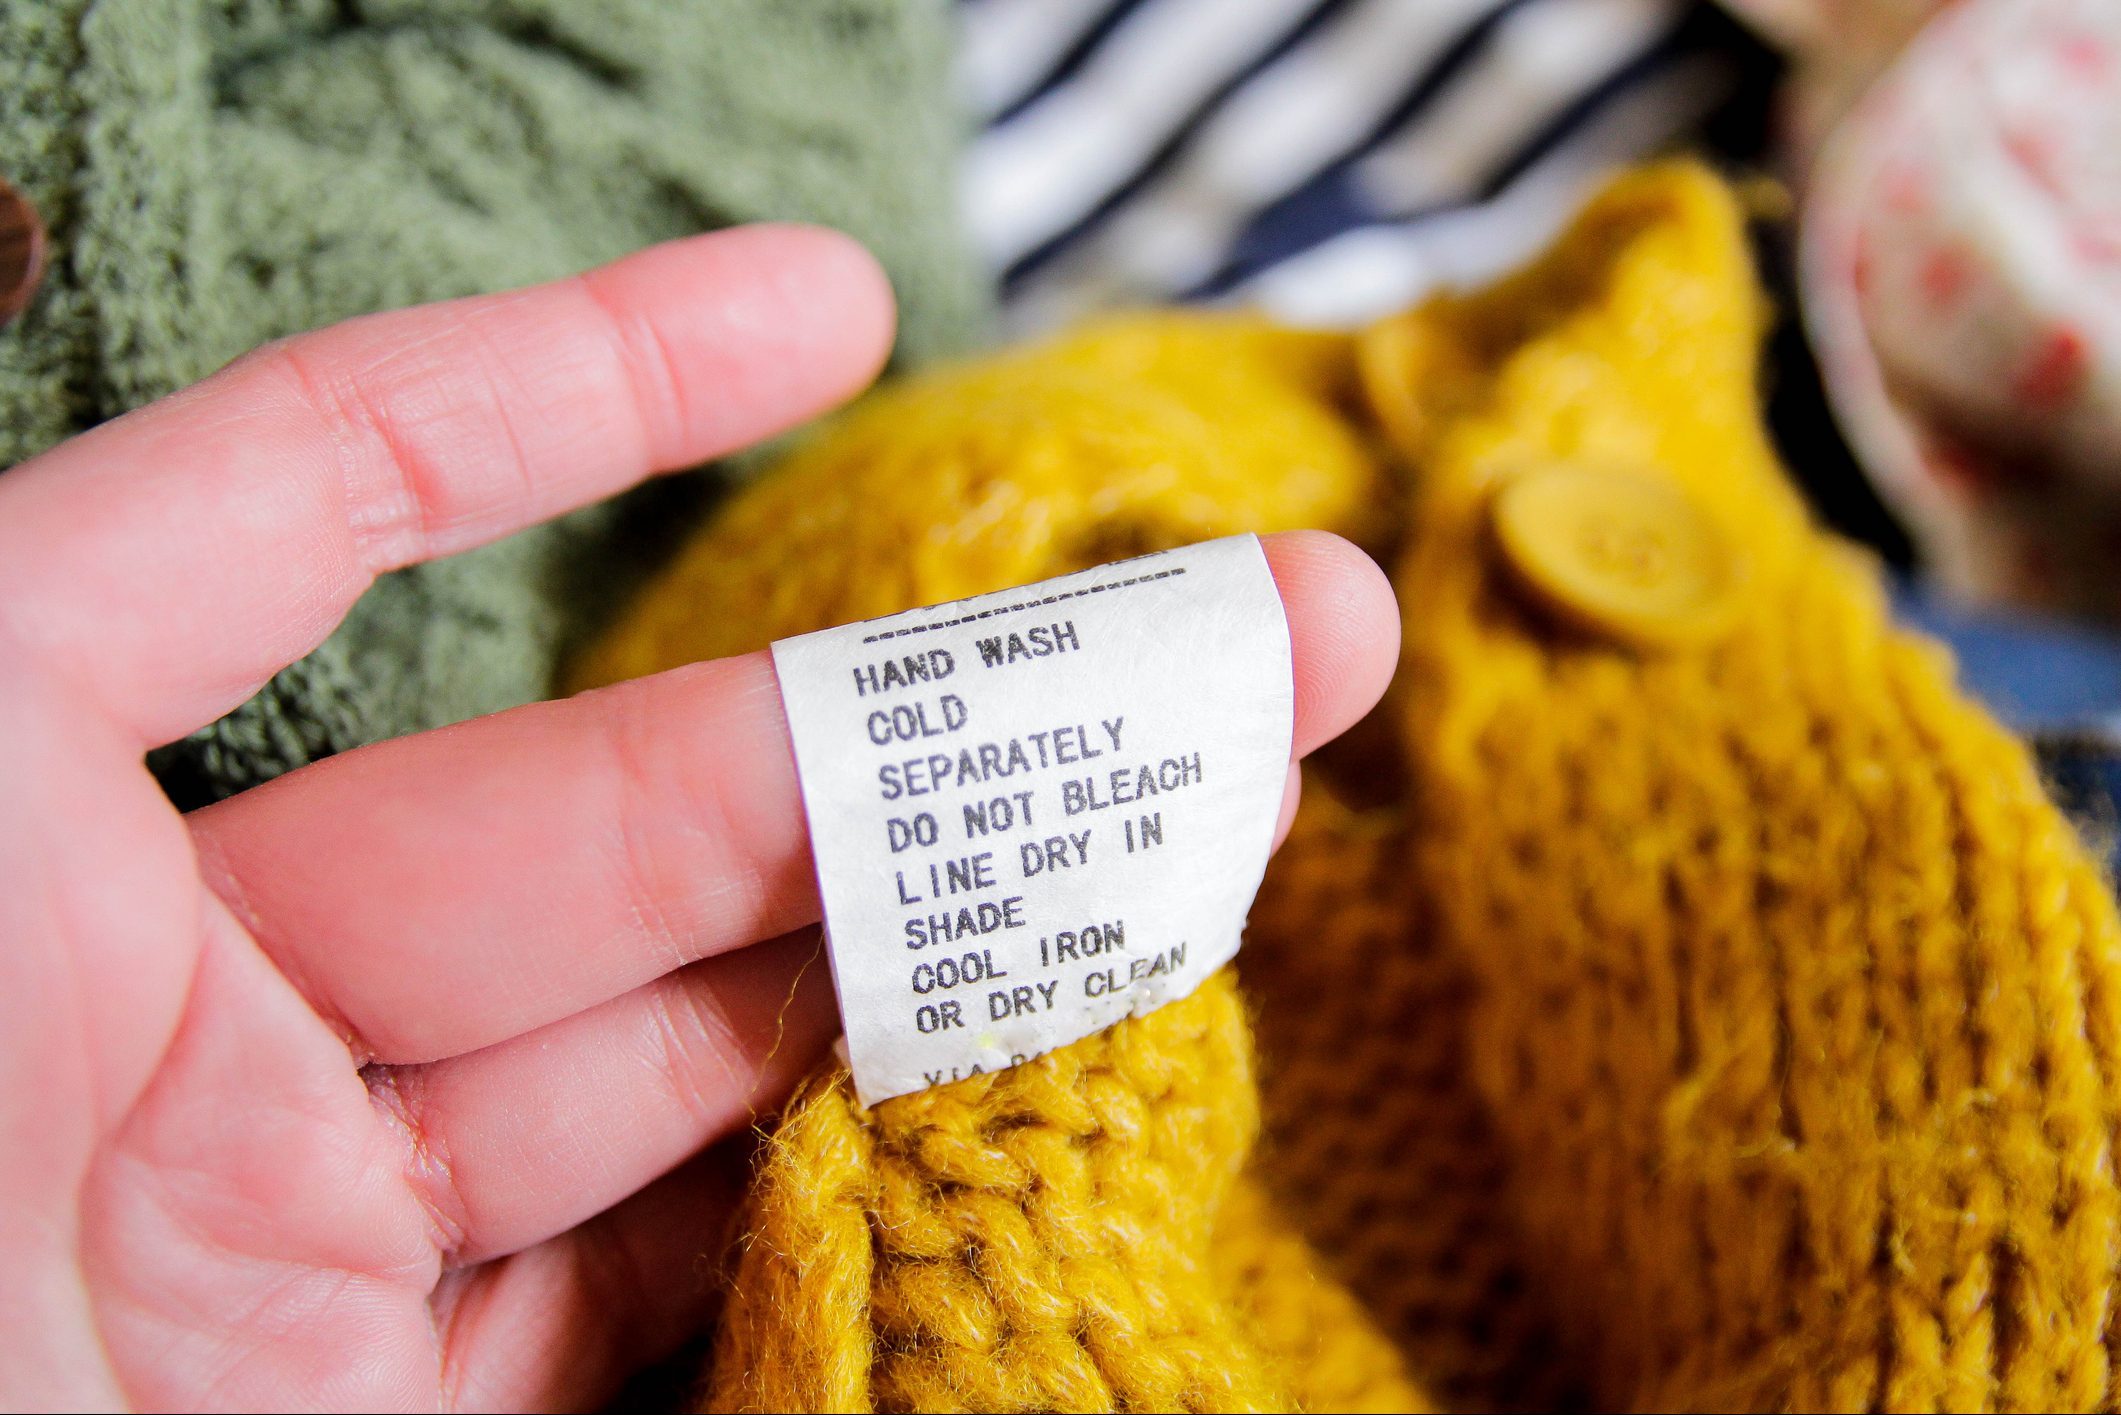 HAND WASH
COLD
SEPARATELY
DO NOT BLEACH
LINE DRY IN
SHADE
COOL IRON
OR DRY CLEAN